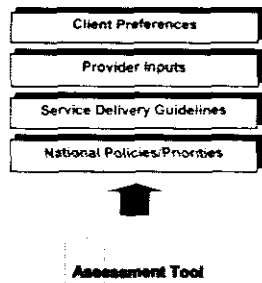 Client Preferences
Provider Inputs
Service Delivery Guidelines
National Policies/Priorities
Assessment Tool